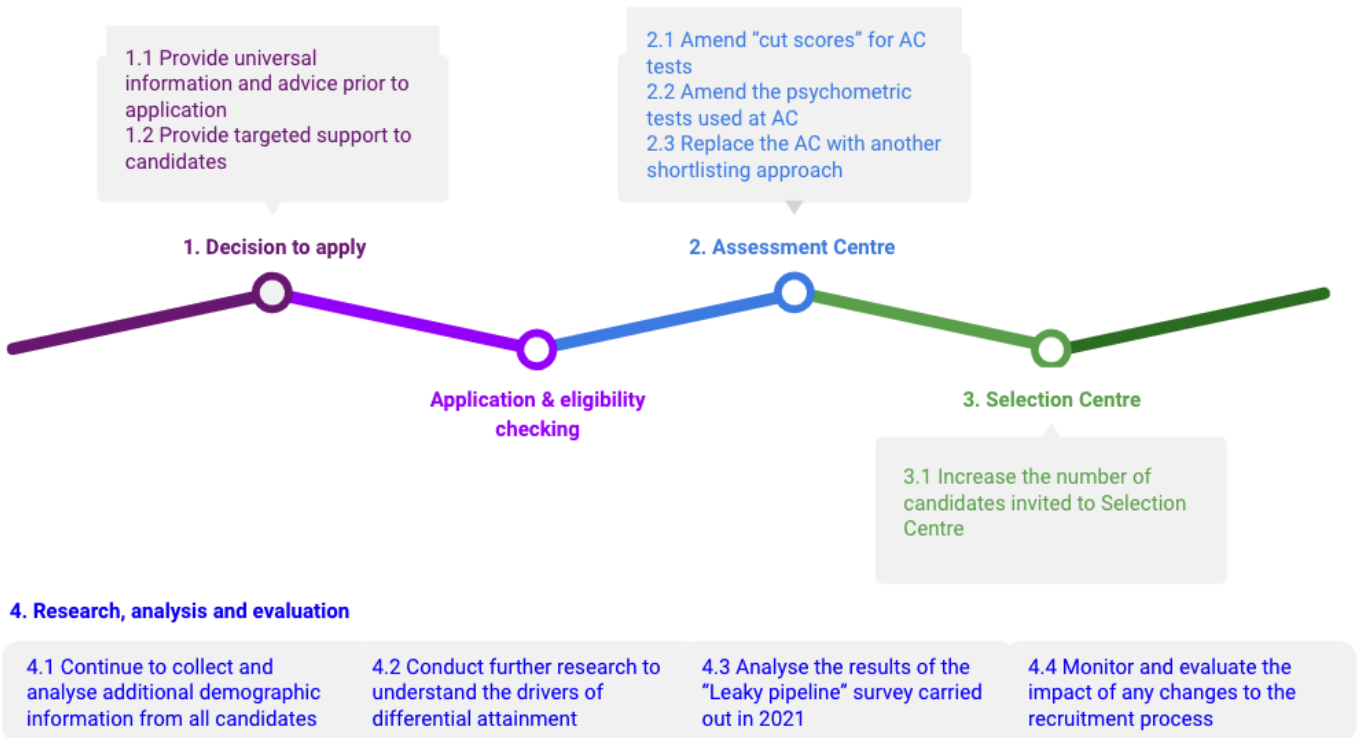 1.1 Provide universal
information and advice prior to
application
1.2 Provide targeted support to
candidates
2.1 Amend “cut scores” for AC
tests
2.2 Amend the psychometric
tests used at AC
2.3 Replace the AC with another
shortlisting approach
1. Decision to apply
2. Assessment Centre
Application & eligibility
checking
3. Selection Centre
3.1 Increase the number of
candidates invited to Selection
Centre
4. Research, analysis and evaluation
4.1 Continue to collect and
analyse additional demographic
information from all candidates
4.2 Conduct further research to
understand the drivers of
differential attainment
4.3 Analyse the results of the
“Leaky pipeline” survey carried
out in 2021
4.4 Monitor and evaluate the
impact of any changes to the
recruitment process